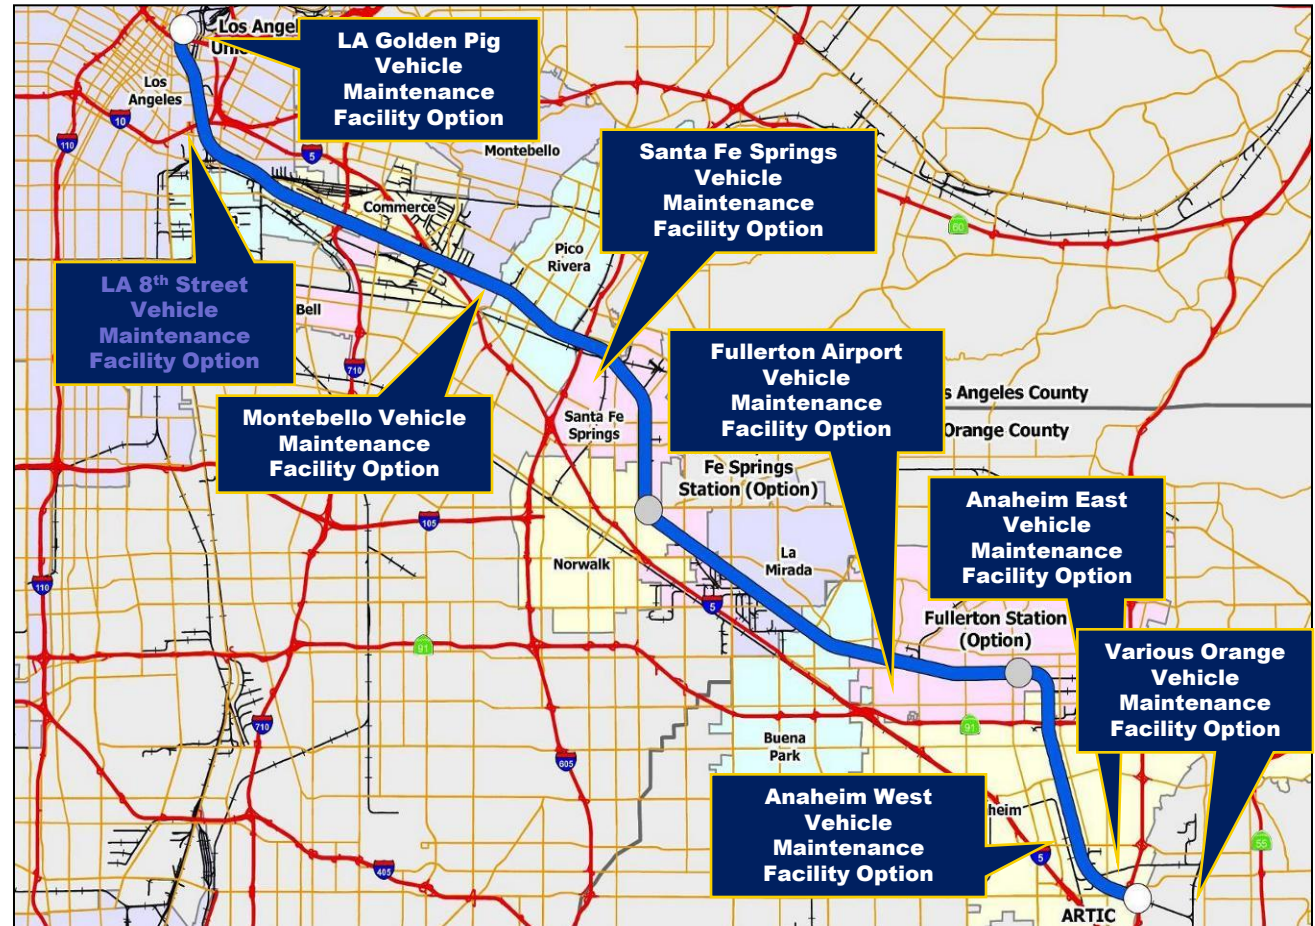 Los Angel
Unic
LA Golden Pig
Vehicle
Maintenance
Facility Option
Los
Angeles
10
110
5
Montebello
Santa Fe Springs
Vehicle
Maintenance
Facility Option
Commerce
60
Pico
Rivera
LA 8th Street
Vehicle
Maintenance
Facility Option
Bell
710
Fullerton Airport
Vehicle
Maintenance
Facility Option
s Angeles County
Orange County
Montebello Vehicle
Maintenance
Facility Option
Santa Fe
Springs
Fe Springs
Station (Option)
105
Anaheim East
Vehicle
Maintenance
Facility Option
Norwalk
La
Mirada
110
5
Fullerton Station
(Option)
91
Various Orange
Vehicle
Maintenance
Facility Option
710
91
Buena
Park
605
Anaheim West
Vehicle
Maintenance
Facility Option
heim
5
55
405
ARTIC